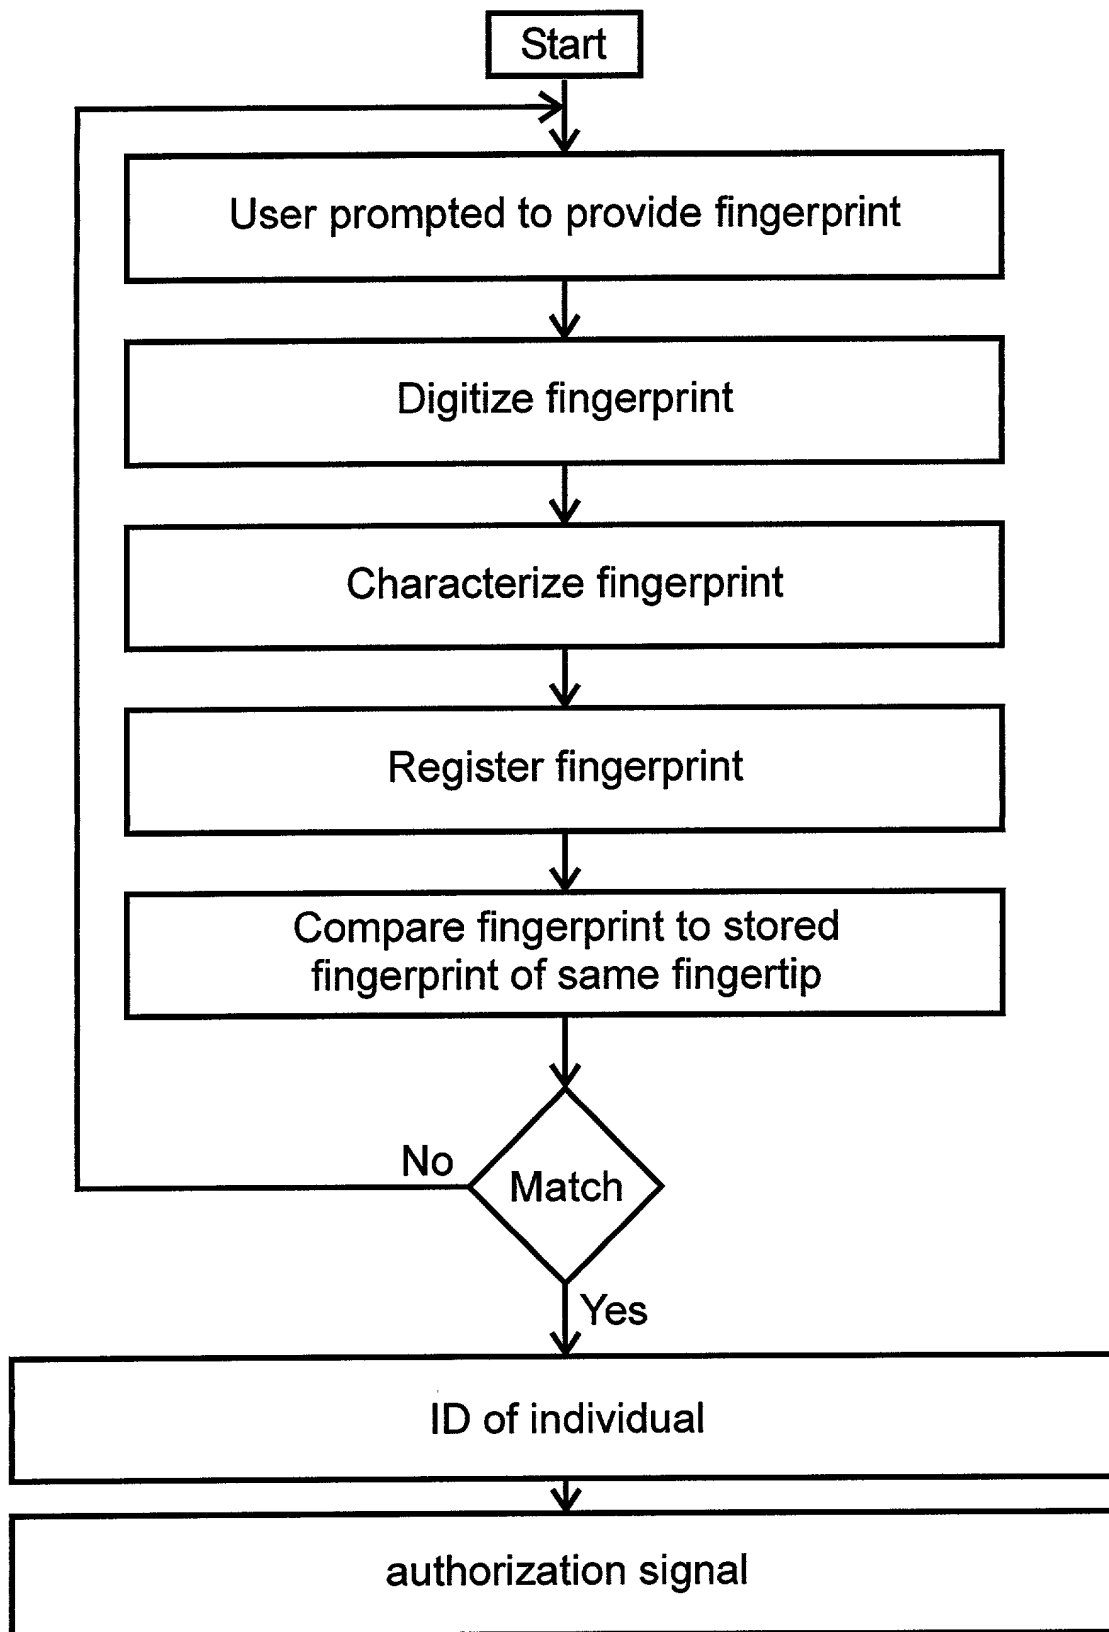 Start
User prompted to provide fingerprint
Digitize fingerprint
Characterize fingerprint
Register fingerprint
Compare fingerprint to stored
fingerprint of same fingertip
No
Match
Yes
ID of individual
authorization signal